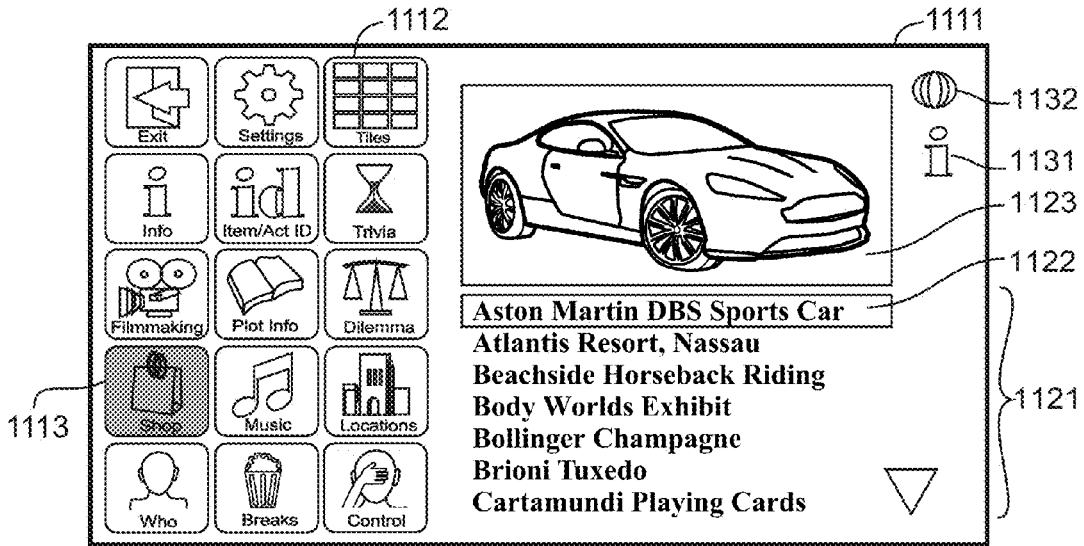 1112
1111
Exit
Settings
Tiles
1132
i
1131
Info
id
Item/Act ID
Trivia
i
1123
1122
Filmmaking
Plot Info
Dilemma
Aston Martin DBS Sports Car
Atlantis Resort, Nassau
Beachside Horseback Riding
1113
Shop
Music
Locations
Body Worlds Exhibit
1121
Bollinger Champagne
Brioni Tuxedo
Cartamundi Playing Cards
Who
Breaks
Control